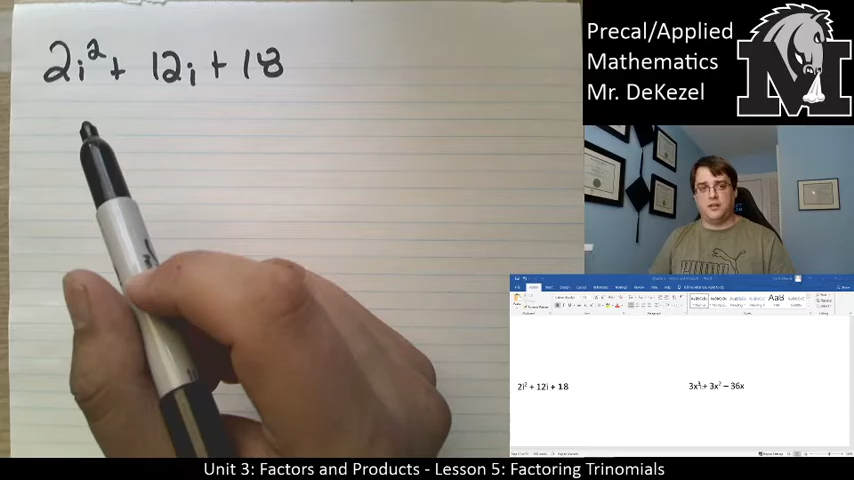 2i² + 12i + 18
Precal/Applied
Mathematics
Mr. DeKezel
2i² + 12i + 18
3x³ + 3x² – 36x
Unit 3: Factors and Products - Lesson 5: Factoring Trinomials